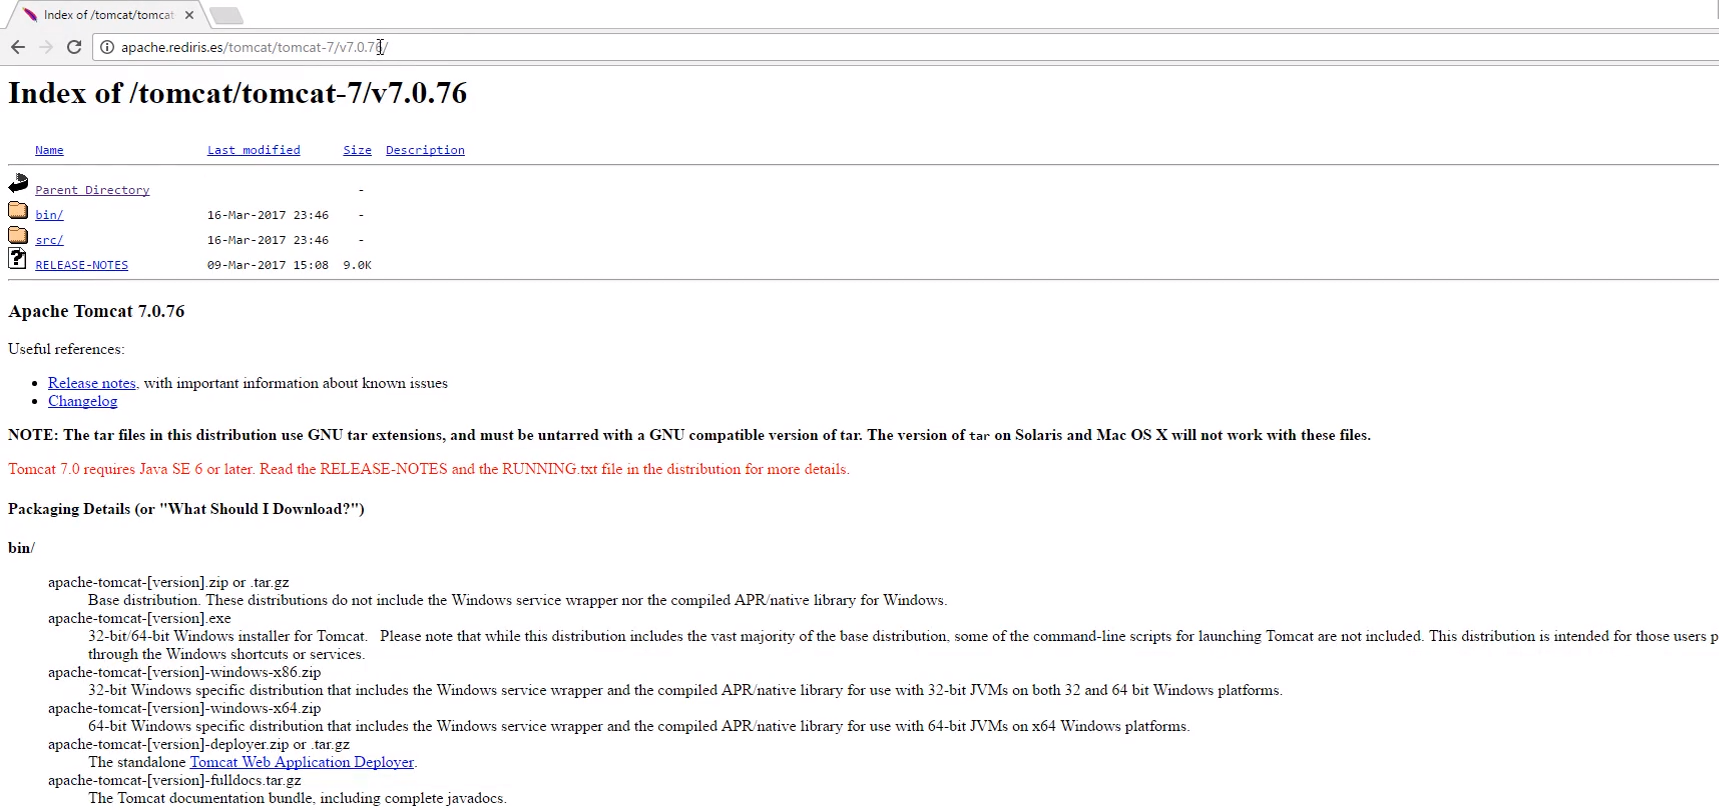 Index of /tomcat/tomcat
apache.rediris.es/tomcat/tomcat-7/v7.0.76/
Index of /tomcat/tomcat-7/v7.0.76
Name Last modified Size Description
Parent Directory -
bin/ 16-Mar-2017 23:46 -
src/ 16-Mar-2017 23:46 -
RELEASE-NOTES 09-Mar-2017 15:08 9.0K
Apache Tomcat 7.0.76
Useful references:
• Release notes, with important information about known issues
• Changelog
NOTE: The tar files in this distribution use GNU tar extensions, and must be untarred with a GNU compatible version of tar. The version of tar on Solaris and Mac OS X will not work with these files.
Tomcat 7.0 requires Java SE 6 or later. Read the RELEASE-NOTES and the RUNNING.txt file in the distribution for more details.
Packaging Details (or "What Should I Download?")
bin/
apache-tomcat-[version].zip or .tar.gz
Base distribution. These distributions do not include the Windows service wrapper nor the compiled APR/native library for Windows.
apache-tomcat-[version].exe
32-bit/64-bit Windows installer for Tomcat. Please note that while this distribution includes the vast majority of the base distribution, some of the command-line scripts for launching Tomcat are not included. This distribution is intended for those users p
through the Windows shortcuts or services.
apache-tomcat-[version]-windows-x86.zip
32-bit Windows specific distribution that includes the Windows service wrapper and the compiled APR/native library for use with 32-bit JVMs on both 32 and 64 bit Windows platforms.
apache-tomcat-[version]-windows-x64.zip
64-bit Windows specific distribution that includes the Windows service wrapper and the compiled APR/native library for use with 64-bit JVMs on x64 Windows platforms.
apache-tomcat-[version]-deployer.zip or .tar.gz
The standalone Tomcat Web Application Deployer.
apache-tomcat-[version]-fulldocs.tar.gz
The Tomcat documentation bundle, including complete javadocs.